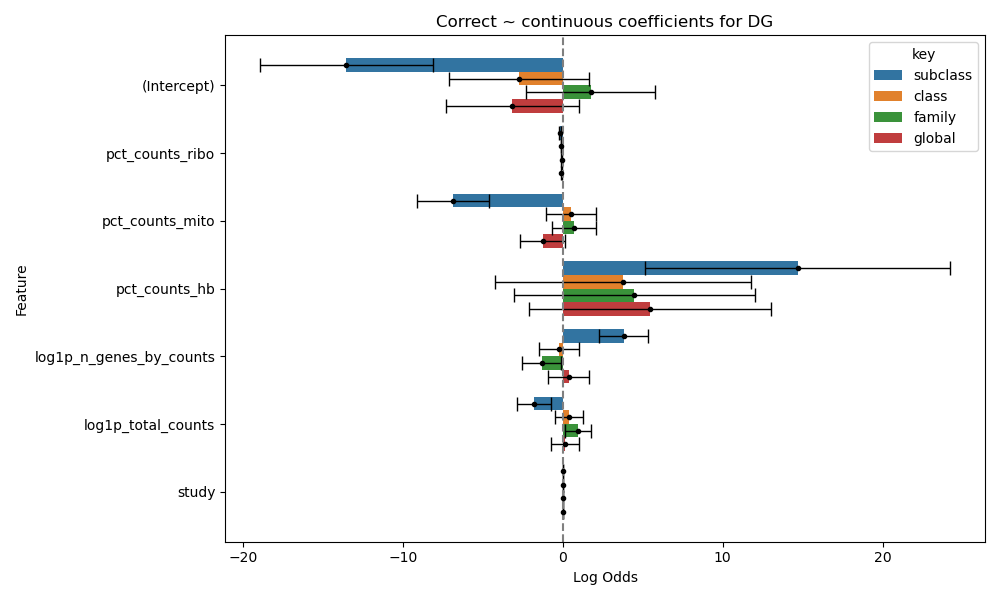 Correct ~ continuous coefficients for DG
key
subclass
class
family
global
Feature
(Intercept)
pct_counts_ribo
pct_counts_mito
pct_counts_hb
log1p_n_genes_by_counts
log1p_total_counts
study
−20
−10
0
10
20
Log Odds